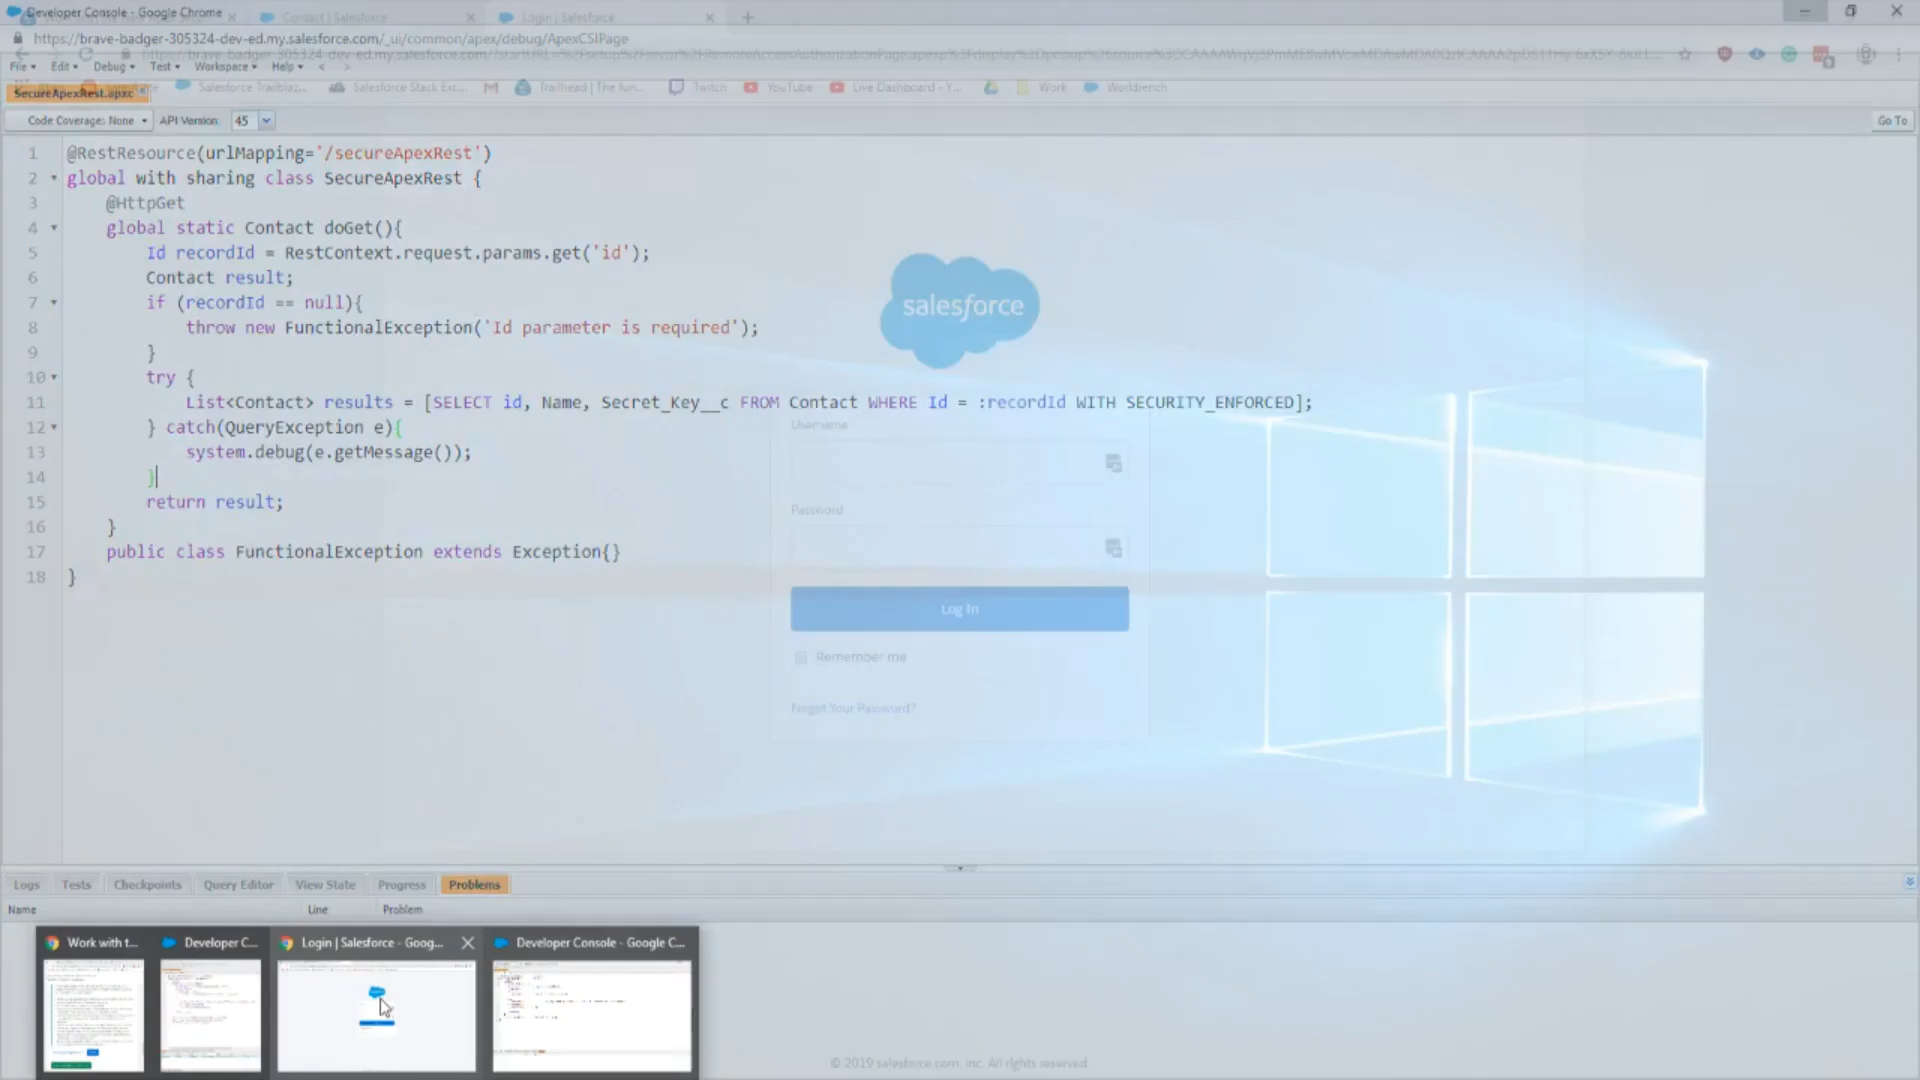 Developer Console - Google Chrome
Contact | Salesforce
Login | Salesforce
https://brave-badger-305324-dev-ed.my.salesforce.com/_ui/common/apex/debug/ApexCSIPage
File Edit Debug Test Workspace Help < >
SecureApexRest.apxc
Salesforce Trailblaz...
Salesforce Stack Exc...
Trailhead | The fun...
Twitch
YouTube
Live Dashboard - Y...
Work
Workbench
Code Coverage: None API Version: 45 Go To
1 @RestResource(urlMapping='/secureApexRest')
2 global with sharing class SecureApexRest {
3 @HttpGet
4 global static Contact doGet(){
5 Id recordId = RestContext.request.params.get('id');
6 Contact result;
7 if (recordId == null){
8 throw new FunctionalException('Id parameter is required');
9 }
10 try {
11 List<Contact> results = [SELECT id, Name, Secret_Key__c FROM Contact WHERE Id = :recordId WITH SECURITY_ENFORCED];
12 } catch(QueryException e){
13 system.debug(e.getMessage());
14 }
15 return result;
16 }
17 public class FunctionalException extends Exception{}
18 }
salesforce
Username
Password
Log In
Remember me
Forgot Your Password?
Logs Tests Checkpoints Query Editor View State Progress Problems
Name Line Problem
Work with t...
Developer C...
Login | Salesforce - Goog...
Developer Console - Google C...
© 2019 salesforce.com, inc. All rights reserved.